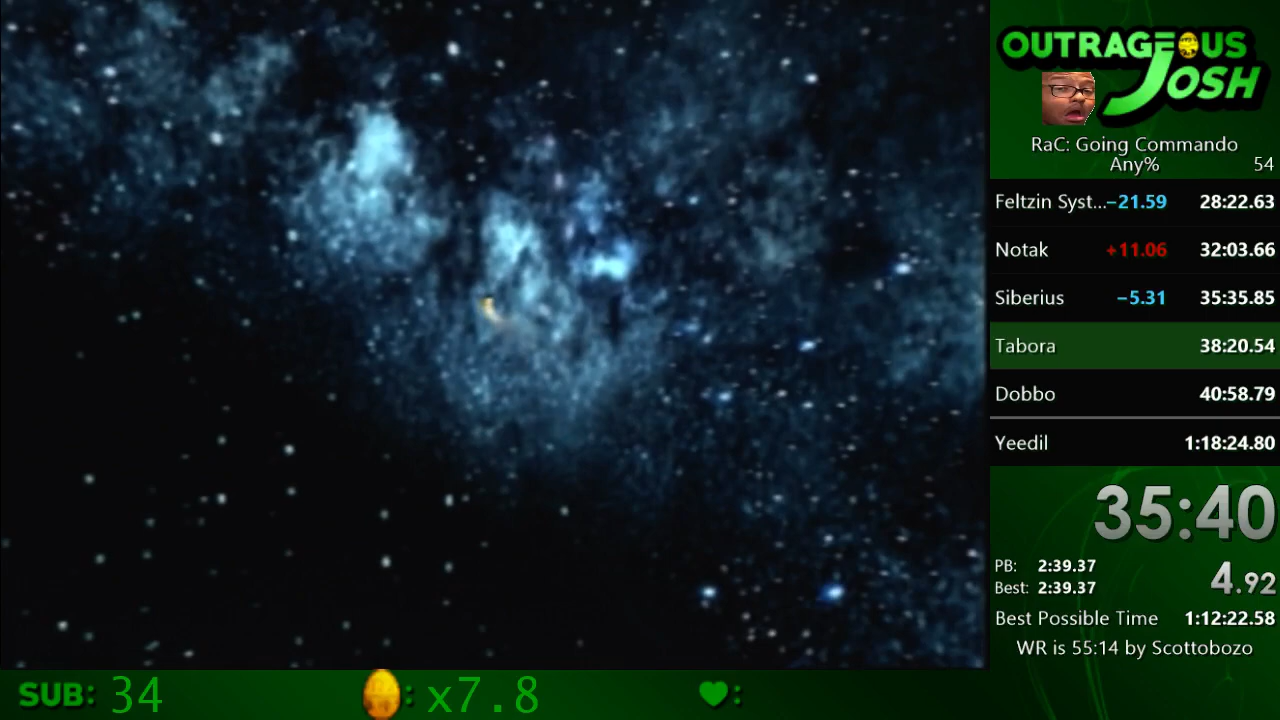 OUTRAGEOUS
JOSH
RaC: Going Commando
Any% 54
Feltzin Syst... −21.59 28:22.63
Notak +11.06 32:03.66
Siberius −5.31 35:35.85
Tabora 38:20.54
Dobbo 40:58.79
Yeedil 1:18:24.80
35:40
PB: 2:39.37
Best: 2:39.37
4.92
Best Possible Time 1:12:22.58
WR is 55:14 by Scottobozo
SUB: 34 : x7.8 :